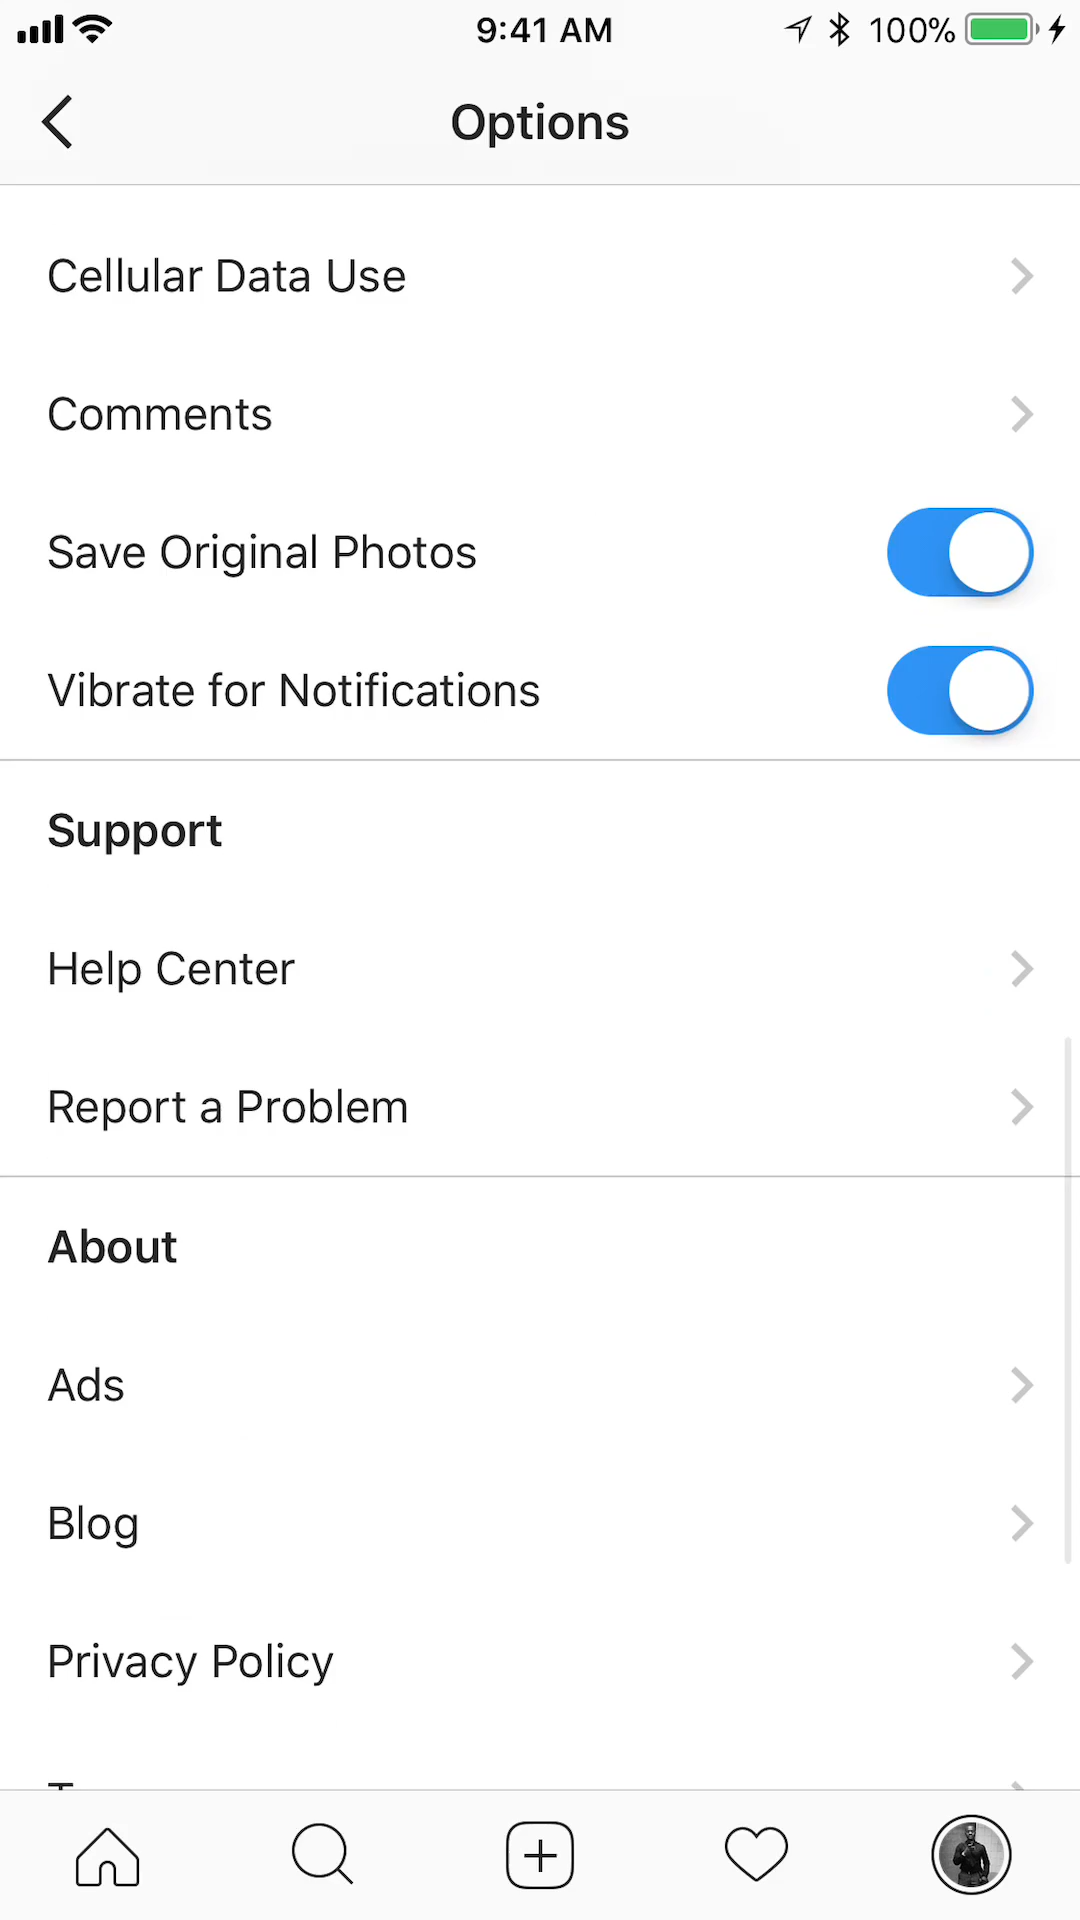 9:41 AM
100%
Options
Cellular Data Use
Comments
Save Original Photos
Vibrate for Notifications
Support
Help Center
Report a Problem
About
Ads
Blog
Privacy Policy